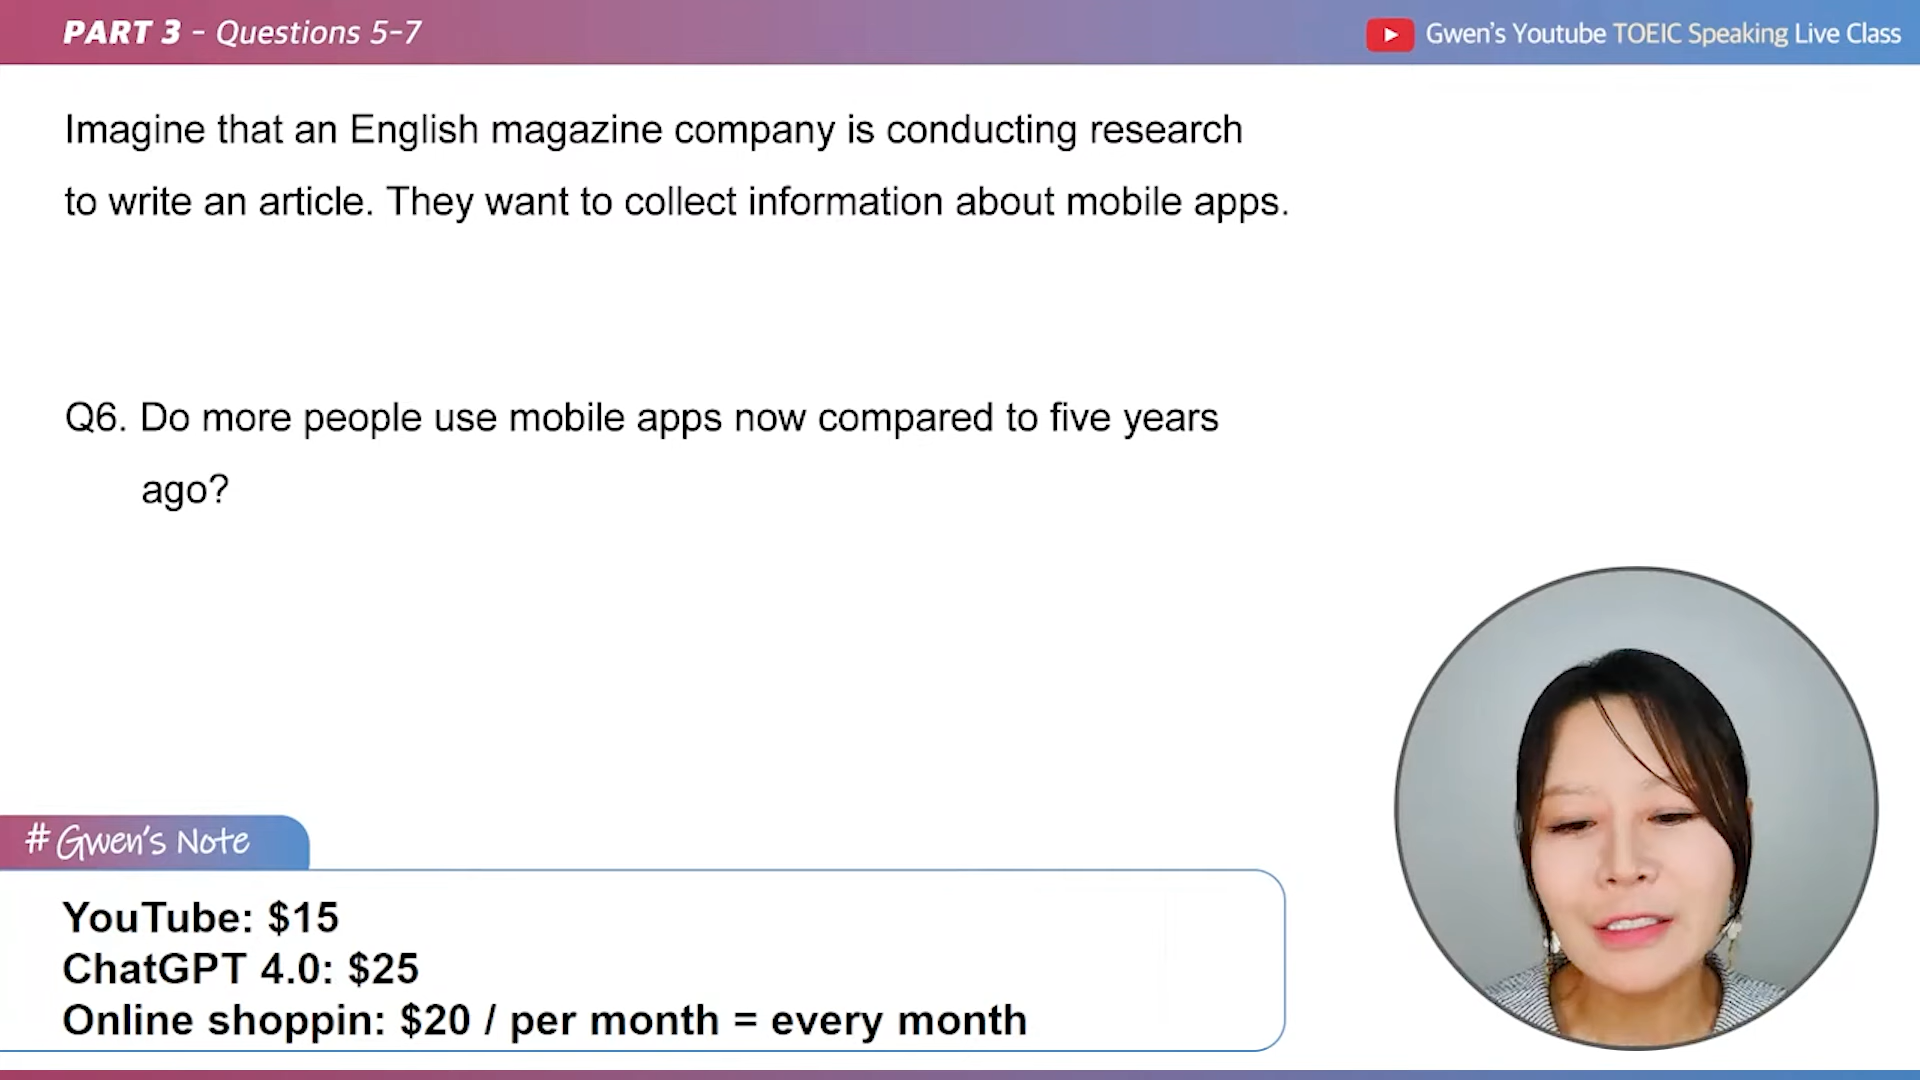 PART 3 - Questions 5-7
Gwen's Youtube TOEIC Speaking Live Class
Imagine that an English magazine company is conducting research
to write an article. They want to collect information about mobile apps.
Q6. Do more people use mobile apps now compared to five years
ago?
# Gwen's Note
YouTube: $15
ChatGPT 4.0: $25
Online shoppin: $20 / per month = every month